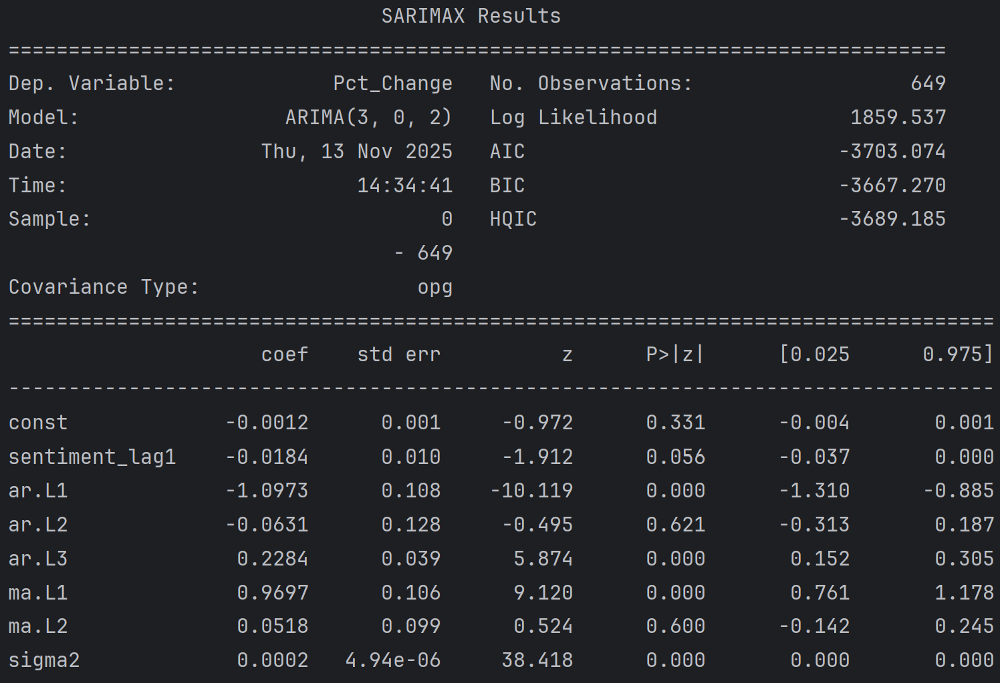 SARIMAX Results
==============================================================================
Dep. Variable:             Pct_Change   No. Observations:                  649
Model:                 ARIMA(3, 0, 2)   Log Likelihood                1859.537
Date:                Thu, 13 Nov 2025   AIC                          -3703.074
Time:                        14:34:41   BIC                          -3667.270
Sample:                             0   HQIC                         -3689.185
                                - 649
Covariance Type:                  opg
==================================================================================
                     coef    std err          z      P>|z|      [0.025      0.975]
----------------------------------------------------------------------------------
const             -0.0012      0.001     -0.972      0.331      -0.004       0.001
sentiment_lag1    -0.0184      0.010     -1.912      0.056      -0.037       0.000
ar.L1             -1.0973      0.108    -10.119      0.000      -1.310      -0.885
ar.L2             -0.0631      0.128     -0.495      0.621      -0.313       0.187
ar.L3              0.2284      0.039      5.874      0.000       0.152       0.305
ma.L1              0.9697      0.106      9.120      0.000       0.761       1.178
ma.L2              0.0518      0.099      0.524      0.600      -0.142       0.245
sigma2             0.0002   4.94e-06     38.418      0.000       0.000       0.000